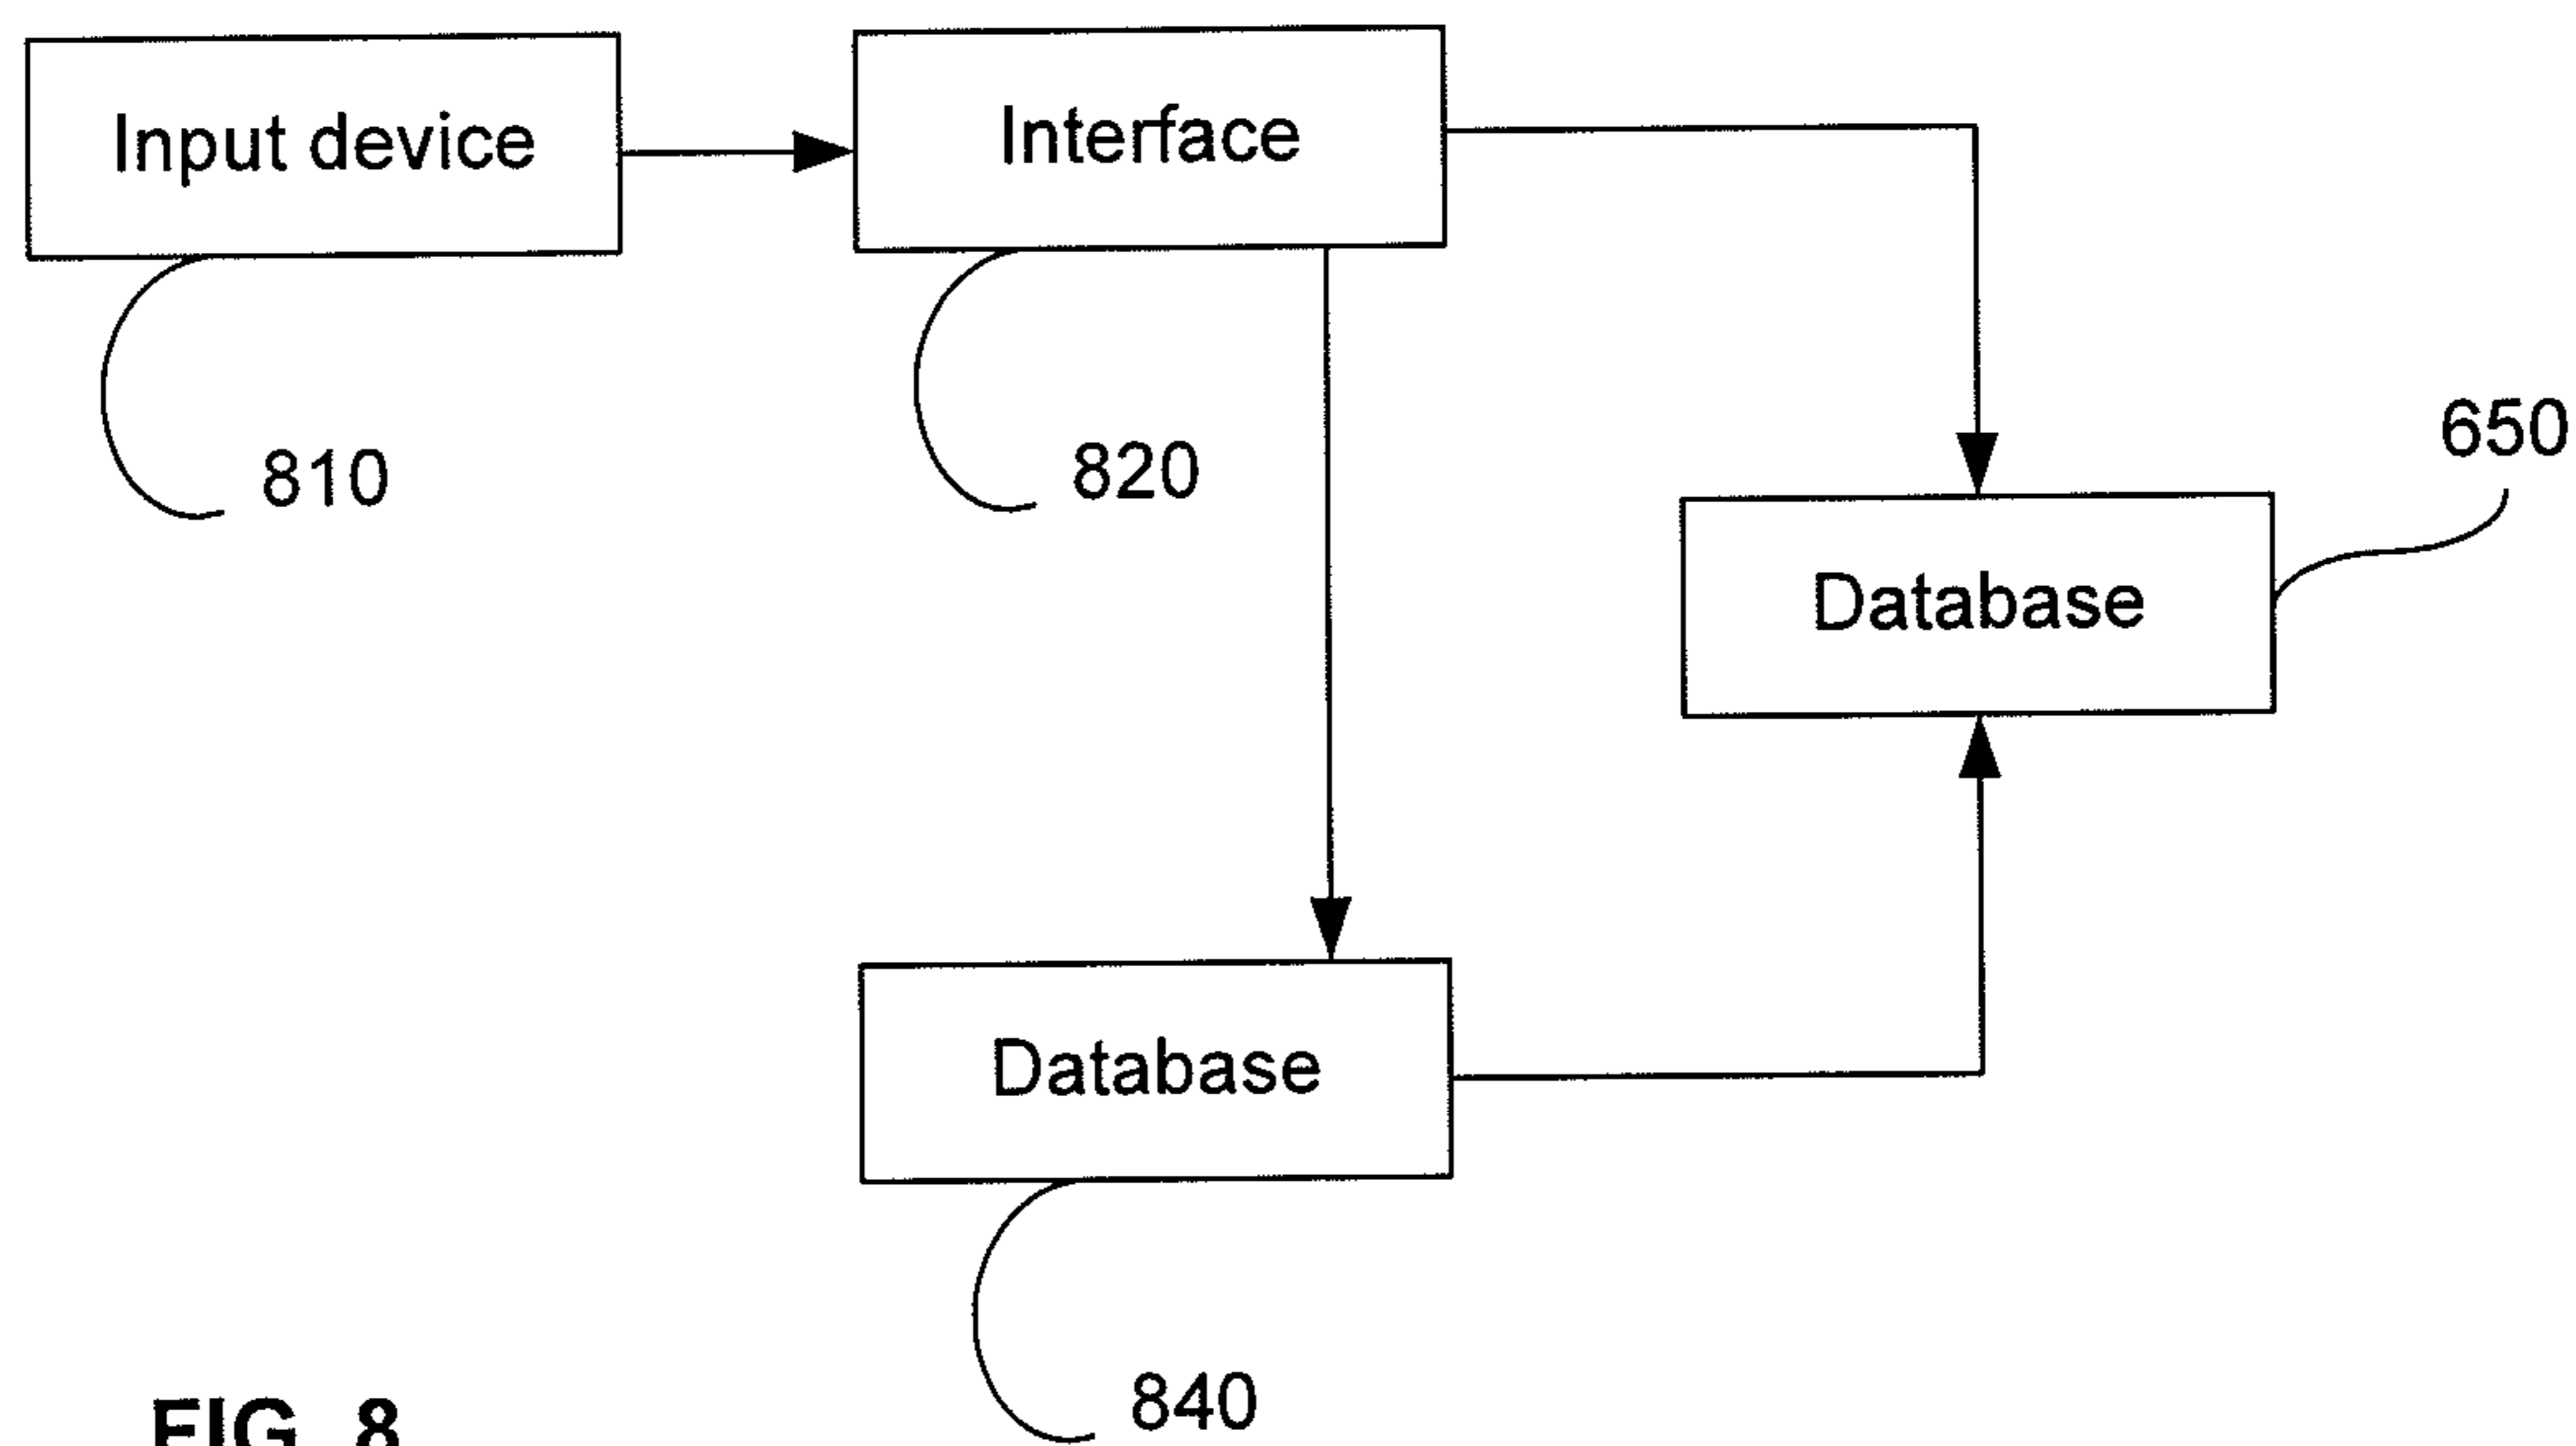 Input device
Interface
810
820
650
Database
Database
840
FIG. 8